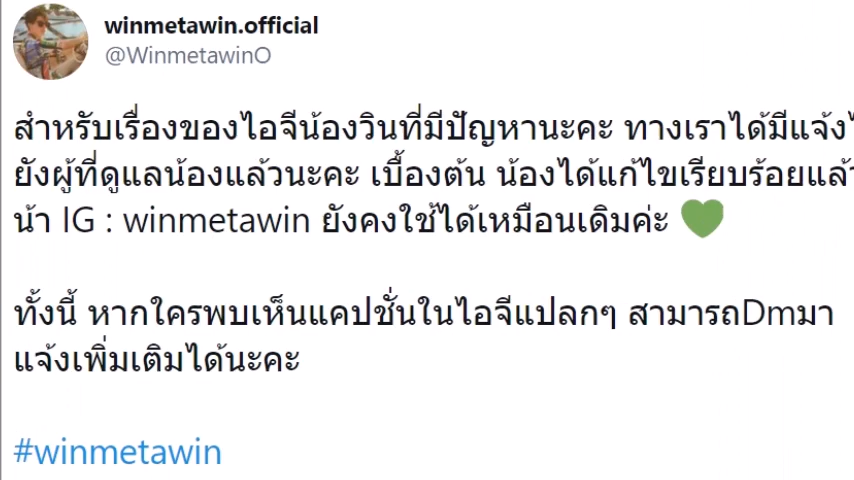 winmetawin.official
@WinmetawinO
สำหรับเรื่องของไอจีน้องวินที่มีปัญหานะคะ ทางเราได้มีแจ้ง
ยังผู้ที่ดูแลน้องแล้วนะคะ เบื้องต้น น้องได้แก้ไขเรียบร้อยแล้ว
น้า IG : winmetawin ยังคงใช้ได้เหมือนเดิมค่ะ 💚
ทั้งนี้ หากใครพบเห็นแคปชั่นในไอจีแปลกๆ สามารถDmมา
แจ้งเพิ่มเติมได้นะคะ
#winmetawin